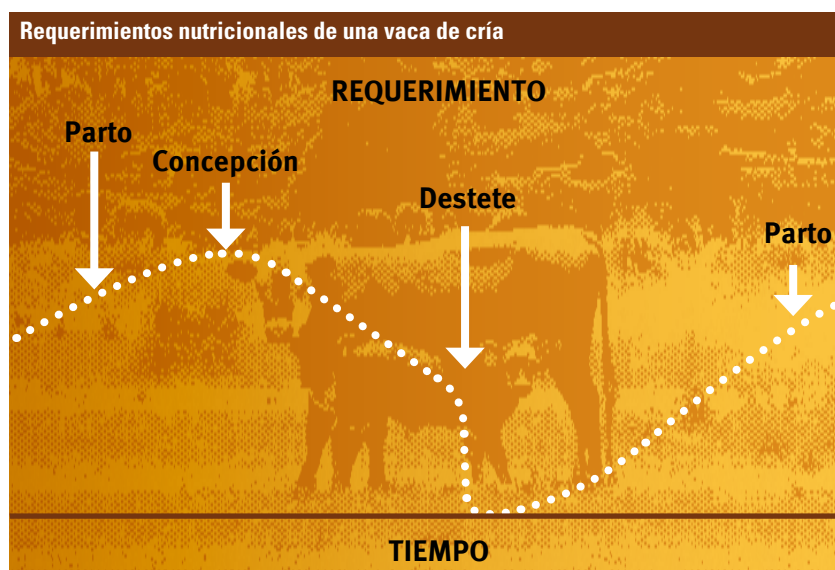 Requerimientos nutricionales de una vaca de cría
REQUERIMIENTO
Parto
Concepción
Destete
Parto
TIEMPO